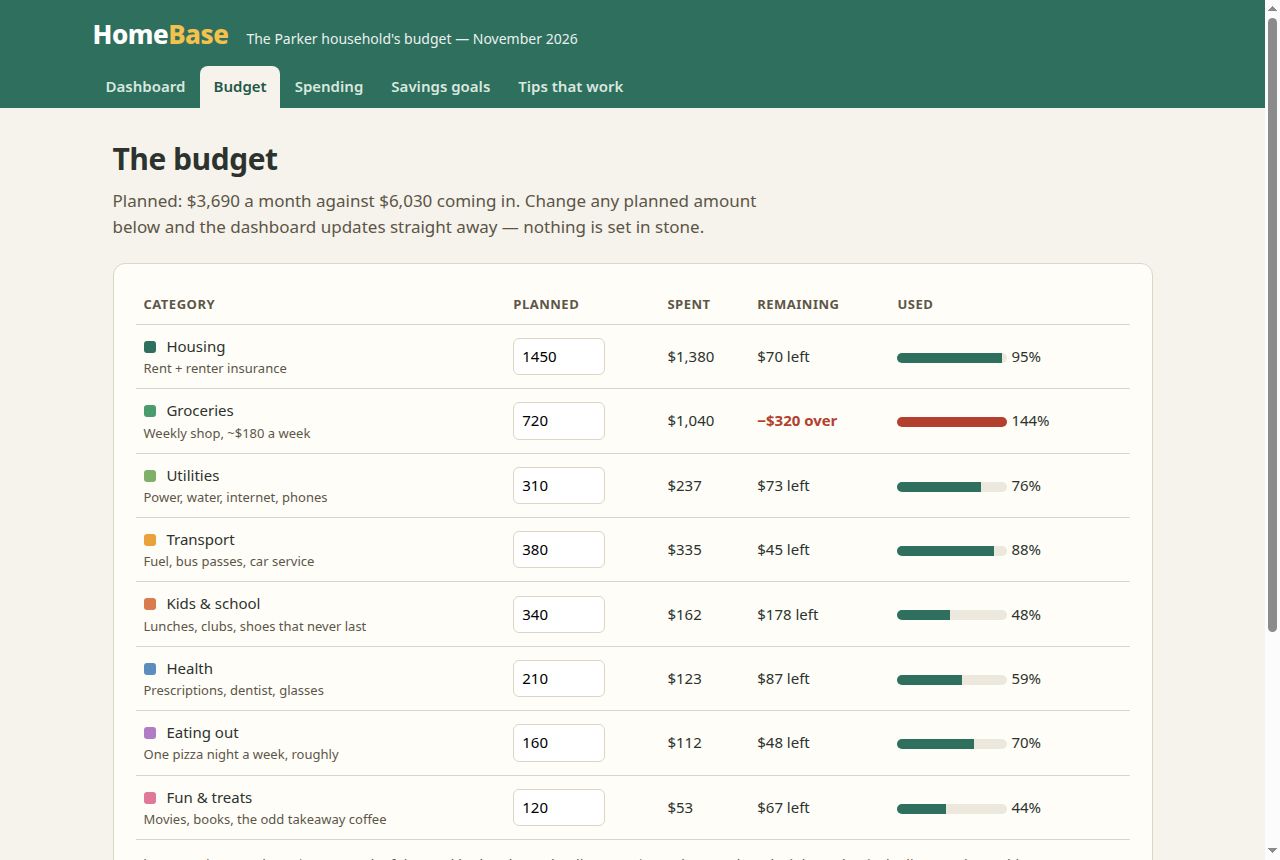 HomeBase The Parker household's budget — November 2026
Dashboard Budget Spending Savings goals Tips that work
The budget
Planned: $3,690 a month against $6,030 coming in. Change any planned amount
below and the dashboard updates straight away — nothing is set in stone.
CATEGORY PLANNED SPENT REMAINING USED
Housing
Rent + renter insurance
1450 $1,380 $70 left 95%
Groceries
Weekly shop, ~$180 a week
720 $1,040 −$320 over 144%
Utilities
Power, water, internet, phones
310 $237 $73 left 76%
Transport
Fuel, bus passes, car service
380 $335 $45 left 88%
Kids & school
Lunches, clubs, shoes that never last
340 $162 $178 left 48%
Health
Prescriptions, dentist, glasses
210 $123 $87 left 59%
Eating out
One pizza night a week, roughly
160 $112 $48 left 70%
Fun & treats
Movies, books, the odd takeaway coffee
120 $53 $67 left 44%